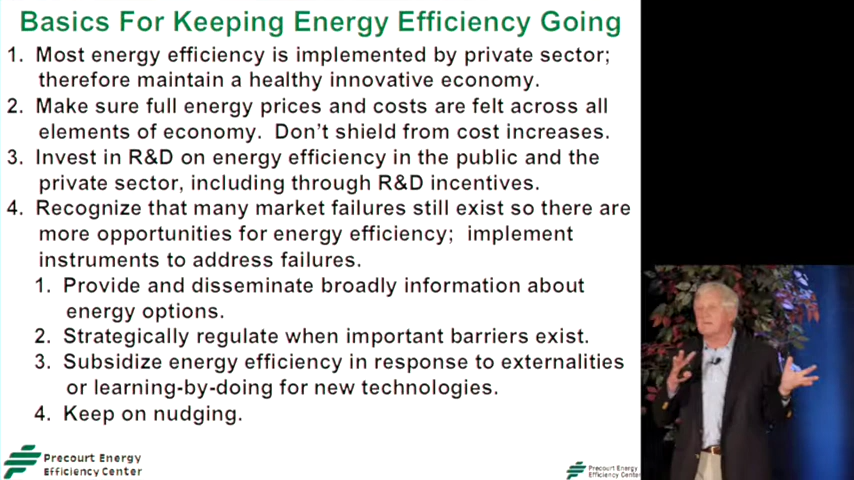 Basics For Keeping Energy Efficiency Going
1. Most energy efficiency is implemented by private sector;
therefore maintain a healthy innovative economy.
2. Make sure full energy prices and costs are felt across all
elements of economy. Don't shield from cost increases.
3. Invest in R&D on energy efficiency in the public and the
private sector, including through R&D incentives.
4. Recognize that many market failures still exist so there are
more opportunities for energy efficiency; implement
instruments to address failures.
1. Provide and disseminate broadly information about
energy options.
2. Strategically regulate when important barriers exist.
3. Subsidize energy efficiency in response to externalities
or learning-by-doing for new technologies.
4. Keep on nudging.
Precourt Energy
Efficiency Center
Precourt Energy
Efficiency Center